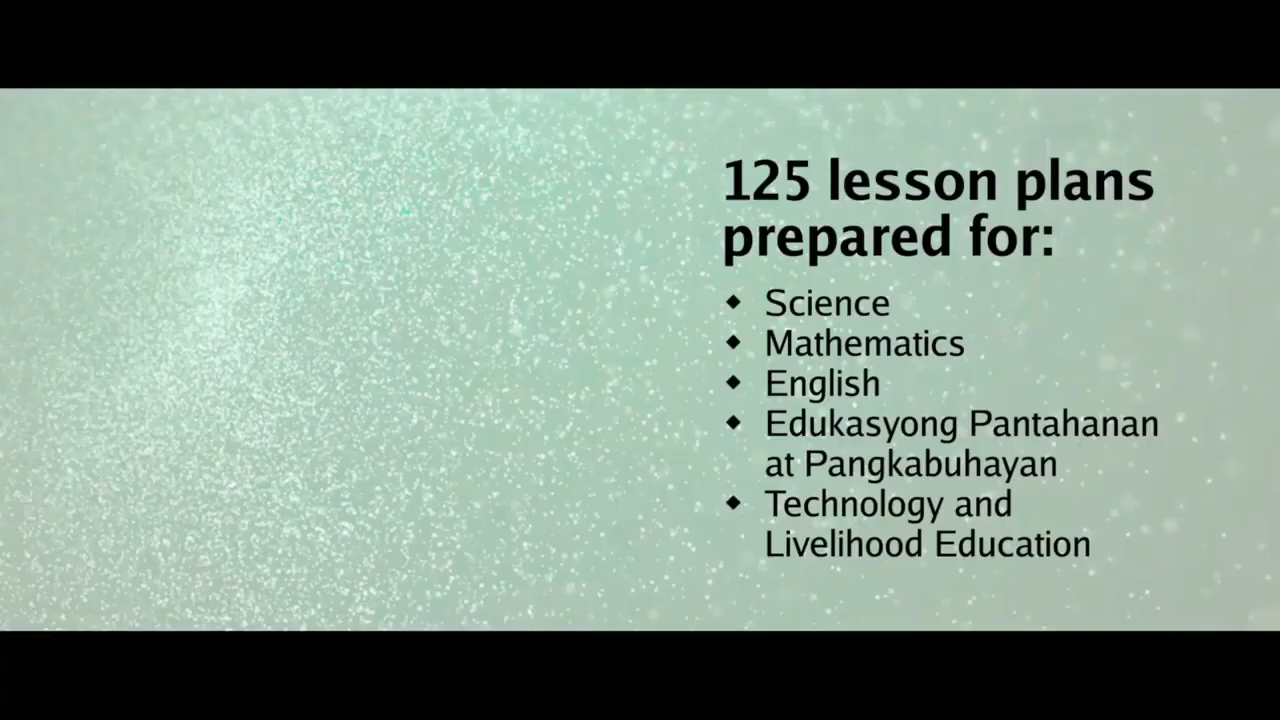 125 lesson plans
prepared for:
◆ Science
◆ Mathematics
◆ English
◆ Edukasyong Pantahanan
at Pangkabuhayan
◆ Technology and
Livelihood Education